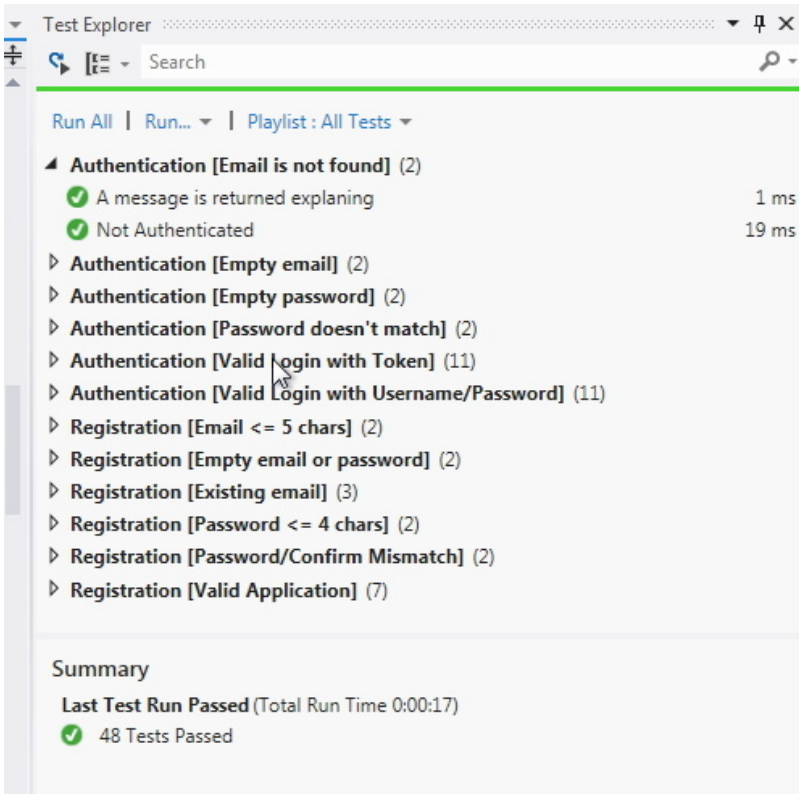 Test Explorer
Search
Run All | Run... | Playlist : All Tests
Authentication [Email is not found] (2)
A message is returned explaning 1 ms
Not Authenticated 19 ms
Authentication [Empty email] (2)
Authentication [Empty password] (2)
Authentication [Password doesn't match] (2)
Authentication [Valid Login with Token] (11)
Authentication [Valid Login with Username/Password] (11)
Registration [Email <= 5 chars] (2)
Registration [Empty email or password] (2)
Registration [Existing email] (3)
Registration [Password <= 4 chars] (2)
Registration [Password/Confirm Mismatch] (2)
Registration [Valid Application] (7)
Summary
Last Test Run Passed (Total Run Time 0:00:17)
48 Tests Passed